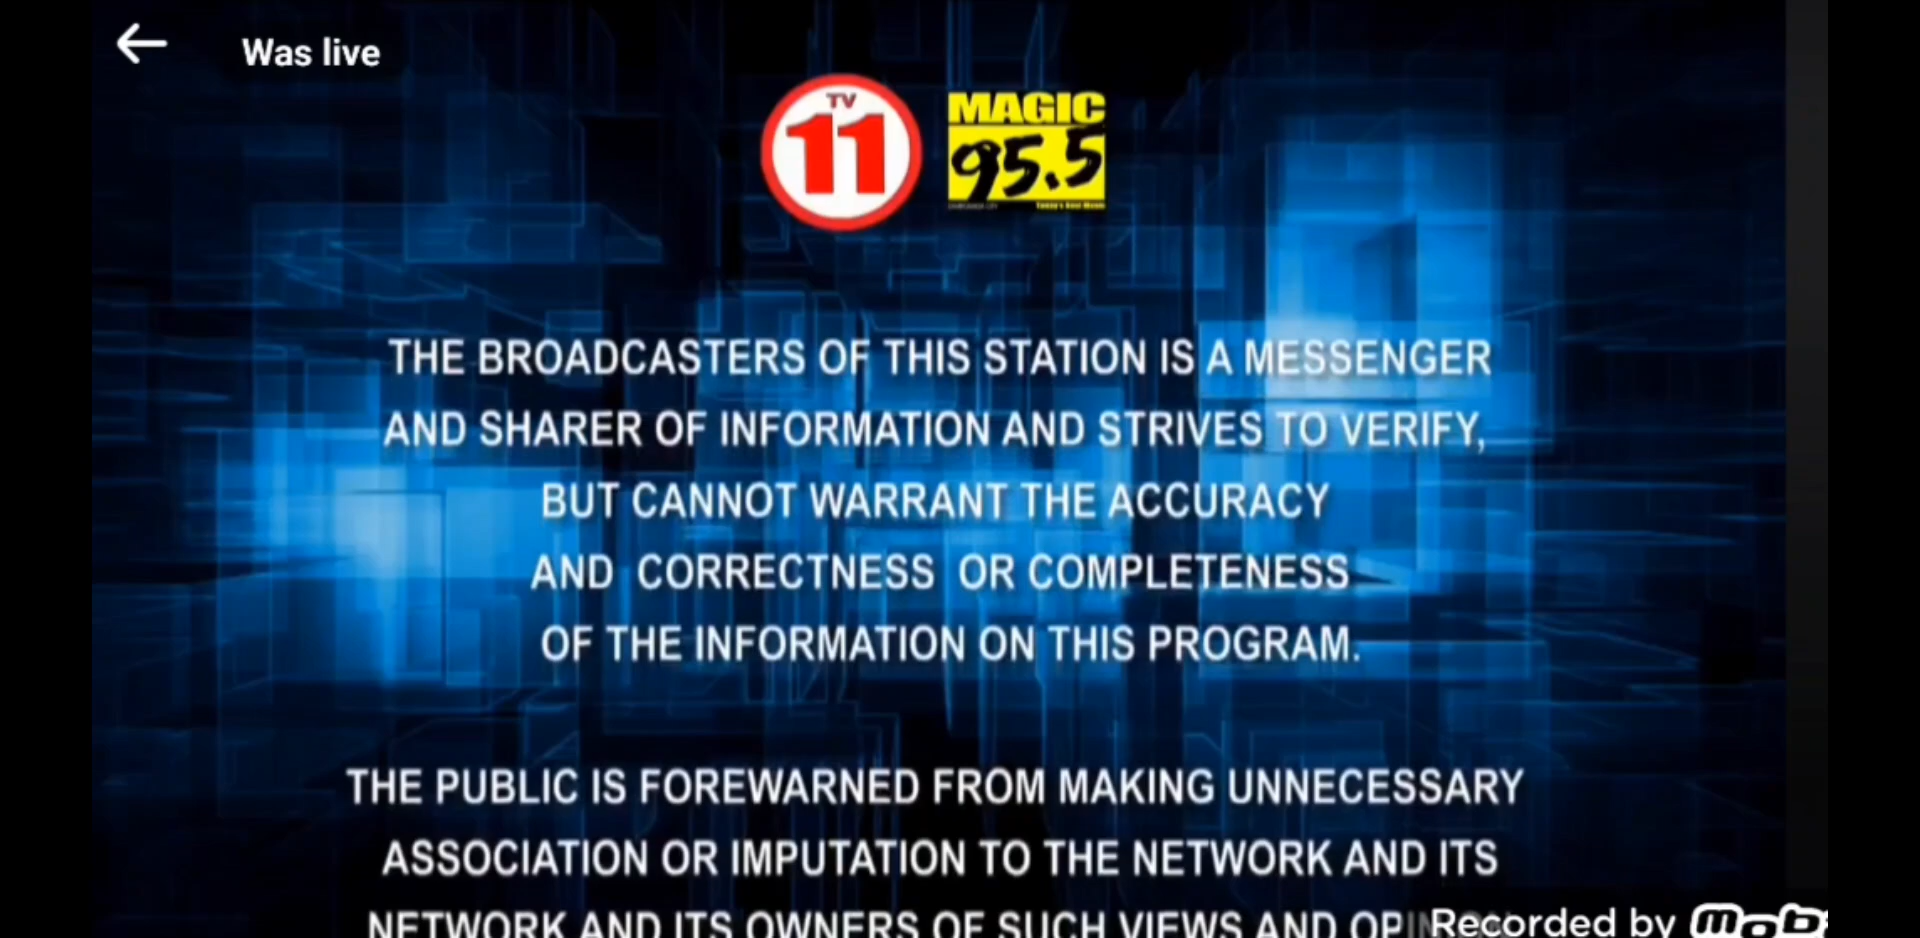 Was live
TV
11
MAGIC
95.5
THE BROADCASTERS OF THIS STATION IS A MESSENGER
AND SHARER OF INFORMATION AND STRIVES TO VERIFY,
BUT CANNOT WARRANT THE ACCURACY
AND CORRECTNESS OR COMPLETENESS
OF THE INFORMATION ON THIS PROGRAM.
THE PUBLIC IS FOREWARNED FROM MAKING UNNECESSARY
ASSOCIATION OR IMPUTATION TO THE NETWORK AND ITS
NETWORK AND ITS OWNERS OF SUCH VIEWS AND
Recorded by